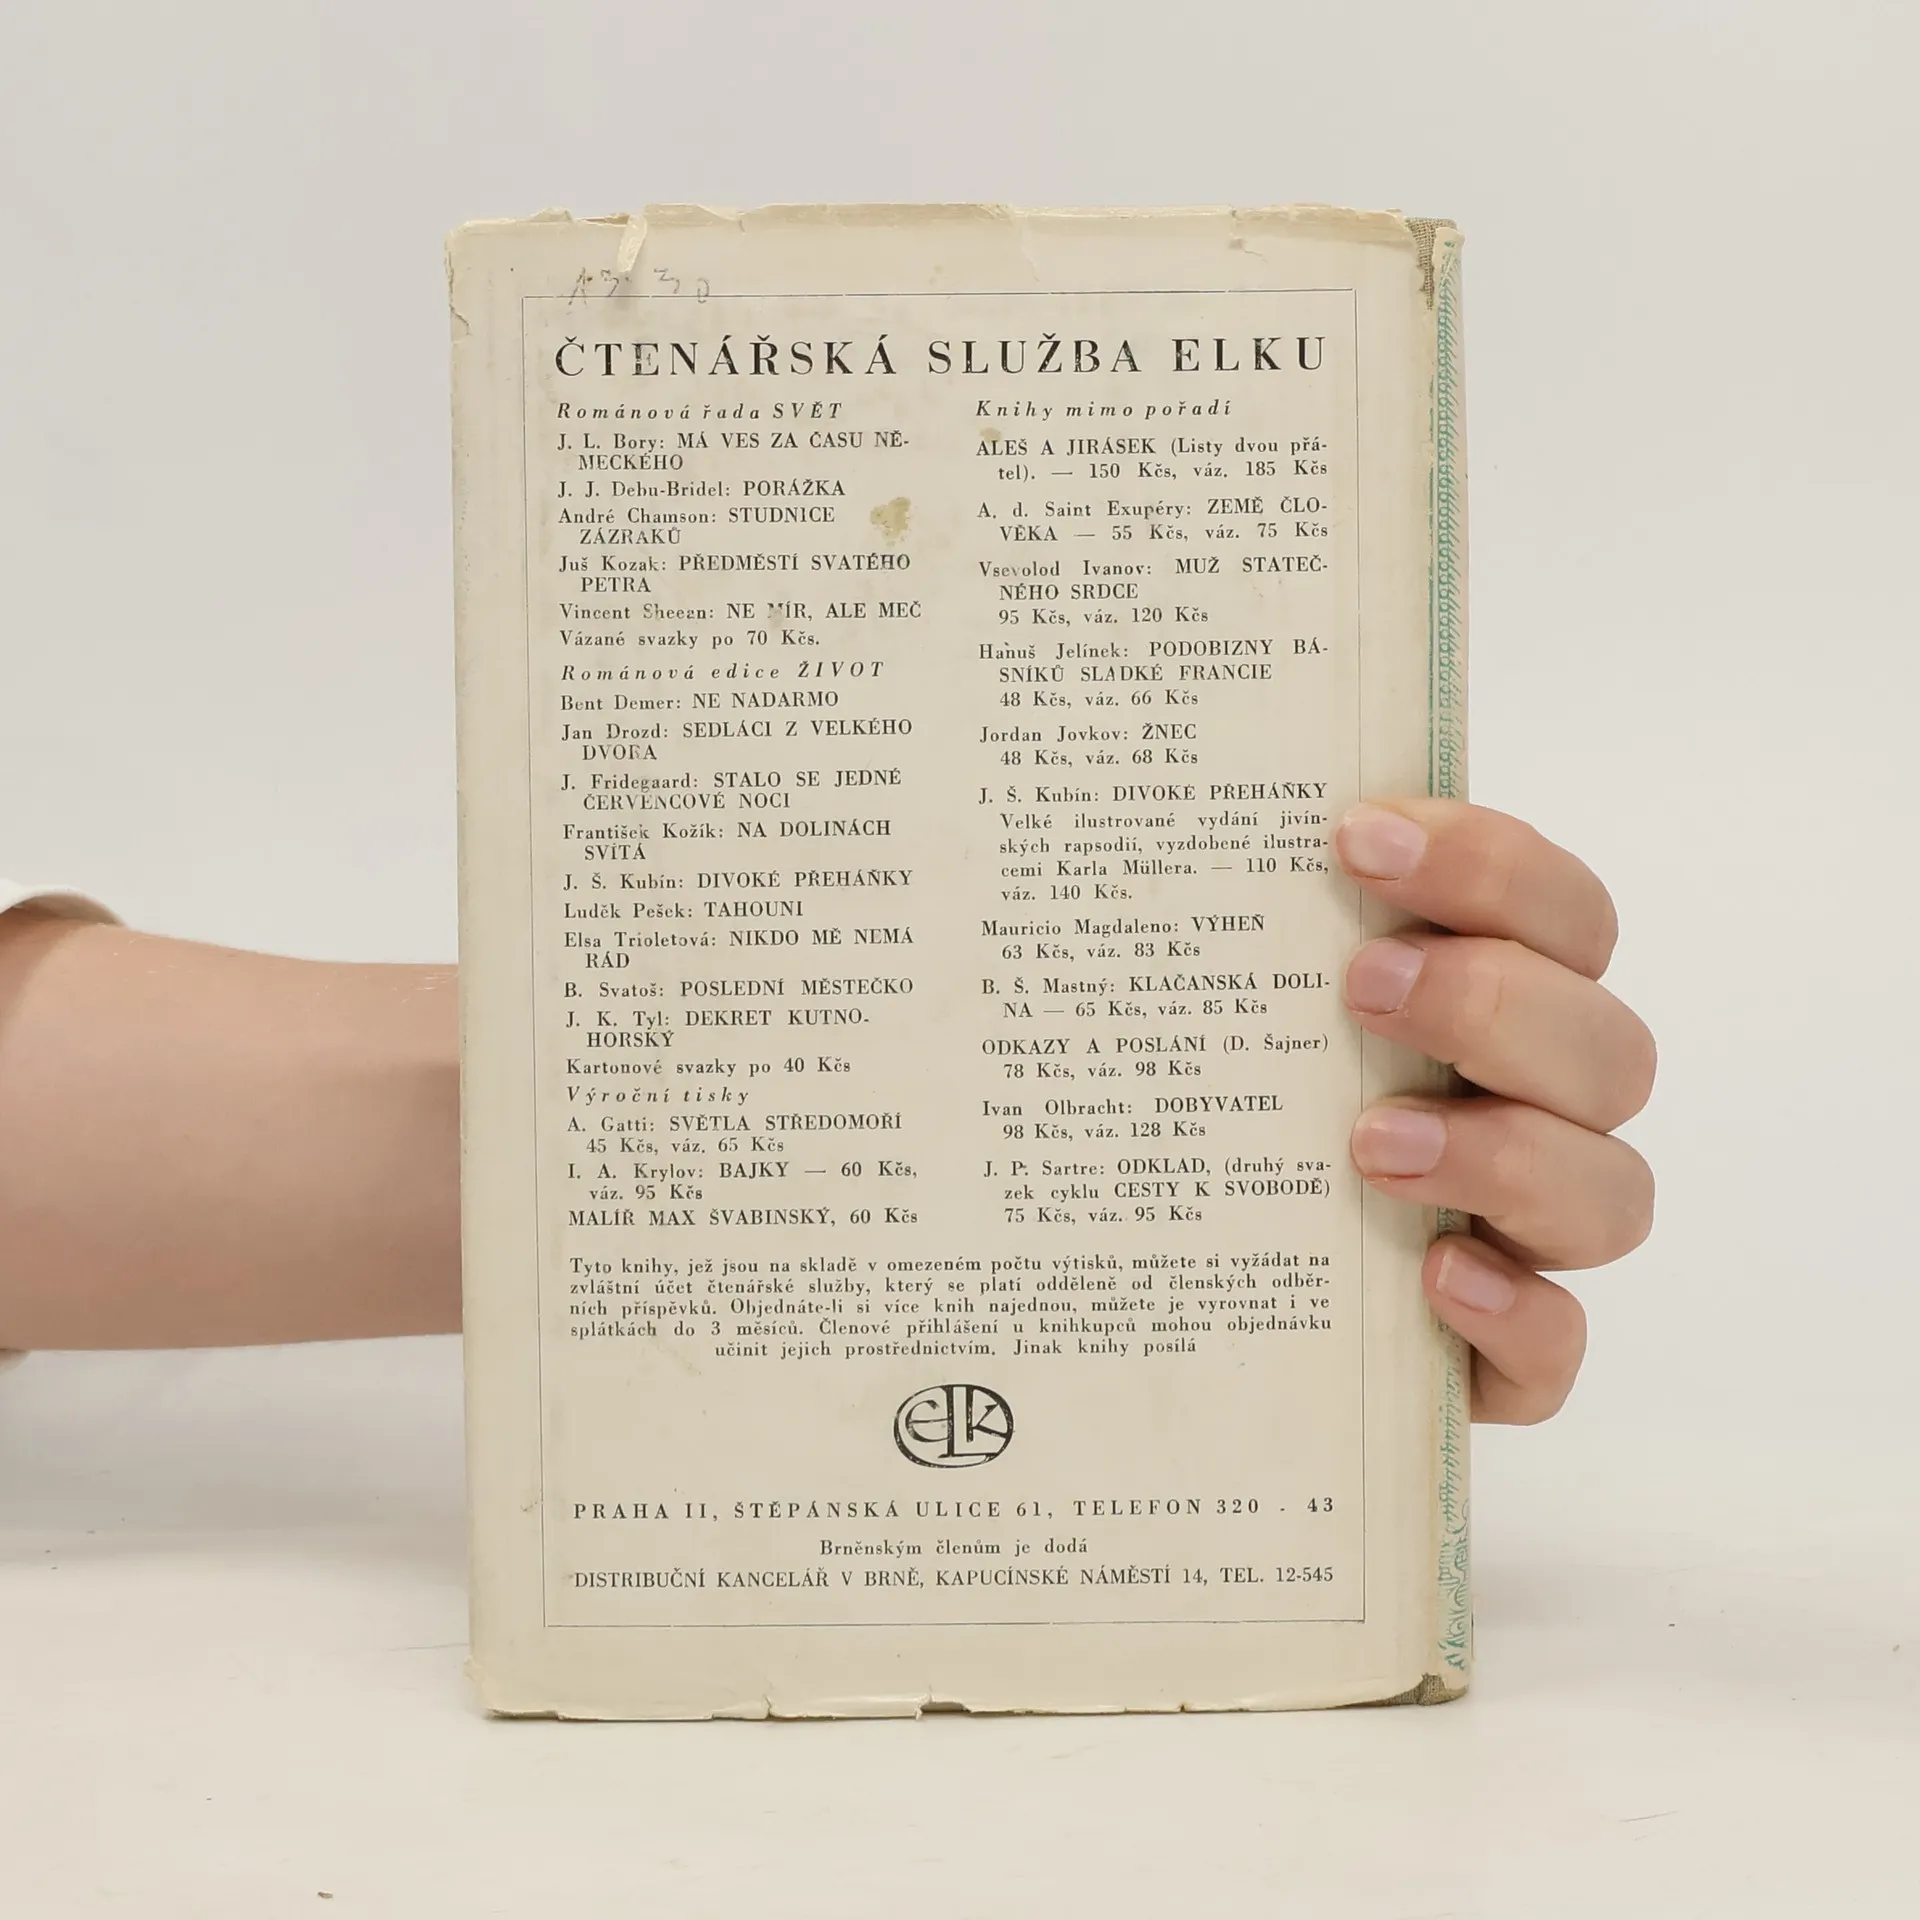 ČTENÁŘSKÁ SLUŽBA ELKU
Románová řada SVĚT
J. L. Bory: MÁ VES ZA ČASU NĚ-
MECKÉHO
J. J. Debu-Bridel: PORÁŽKA
André Chamson: STUDNICE
ZÁZRAKŮ
Juš Kozak: PŘEDMĚSTÍ SVATÉHO
PETRA
Vincent Sheean: NE MÍR, ALE MEČ
Vázané svazky po 70 Kčs.
Románová edice ŽIVOT
Bent Demer: NE NADARMO
Jan Drozd: SEDLÁCI Z VELKÉHO
DVORA
J. Fridegaard: STALO SE JEDNÉ
ČERVENCOVÉ NOCI
František Kožík: NA DOLINÁCH
SVÍTÁ
J. Š. Kubín: DIVOKÉ PŘEHÁŇKY
Luděk Pešek: TAHOUNI
Elsa Trioletová: NIKDO MĚ NEMÁ
RÁD
B. Svatoš: POSLEDNÍ MĚSTEČKO
J. K. Tyl: DEKRET KUTNO-
HORSKÝ
Kartonové svazky po 40 Kčs
Výroční tisky
A. Gatti: SVĚTLA STŘEDOMOŘÍ
45 Kčs, váz. 65 Kčs
I. A. Krylov: BAJKY — 60 Kčs,
váz. 95 Kčs
MALÍŘ MAX ŠVABINSKÝ, 60 Kčs
Knihy mimo pořadí
ALEŠ A JIRÁSEK (Listy dvou přá-
tel). — 150 Kčs, váz. 185 Kčs
A. d. Saint Exupéry: ZEMĚ ČLO-
VĚKA — 55 Kčs, váz. 75 Kčs
Vsevolod Ivanov: MUŽ STATEČ-
NÉHO SRDCE
95 Kčs, váz. 120 Kčs
Hanuš Jelínek: PODOBIZNY BÁ-
SNÍKŮ SLADKÉ FRANCIE
48 Kčs, váz. 66 Kčs
Jordan Jovkov: ŽNEC
48 Kčs, váz. 68 Kčs
J. Š. Kubín: DIVOKÉ PŘEHÁŇKY
Velké ilustrované vydání jivín-
ských rapsodií, vyzdobené ilustra-
cemi Karla Müllera. — 110 Kčs,
váz. 140 Kčs.
Mauricio Magdaleno: VÝHEŇ
63 Kčs, váz. 83 Kčs
B. Š. Mastný: KLAČANSKÁ DOLI-
NA — 65 Kčs, váz. 85 Kčs
ODKAZY A POSLÁNÍ (D. Šajner)
78 Kčs, váz. 98 Kčs
Ivan Olbracht: DOBYVATEL
98 Kčs, váz. 128 Kčs
J. P. Sartre: ODKLAD, (druhý sva-
zek cyklu CESTY K SVOBODĚ)
75 Kčs, váz. 95 Kčs
Tyto knihy, jež jsou na skladě v omezeném počtu výtisků, můžete si vyžádat na
zvláštní účet čtenářské služby, který se platí odděleně od členských odběr-
ních příspěvků. Objednáte-li si více knih najednou, můžete je vyrovnat i ve
splátkách do 3 měsíců. Členové přihlášení u knihkupců mohou objednávku
učinit jejich prostřednictvím. Jinak knihy posílá
ELK
PRAHA II, ŠTĚPÁNSKÁ ULICE 61, TELEFON 320 - 43
Brněnským členům je dodá
DISTRIBUČNÍ KANCELÁŘ V BRNĚ, KAPUCÍNSKÉ NÁMĚSTÍ 14, TEL. 12-545